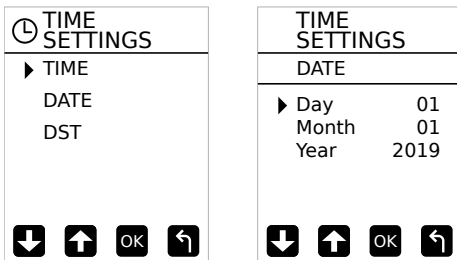 TIME
SETTINGS
TIME
DATE
DST
OK
TIME
SETTINGS
DATE
Day 01
Month 01
Year 2019
OK